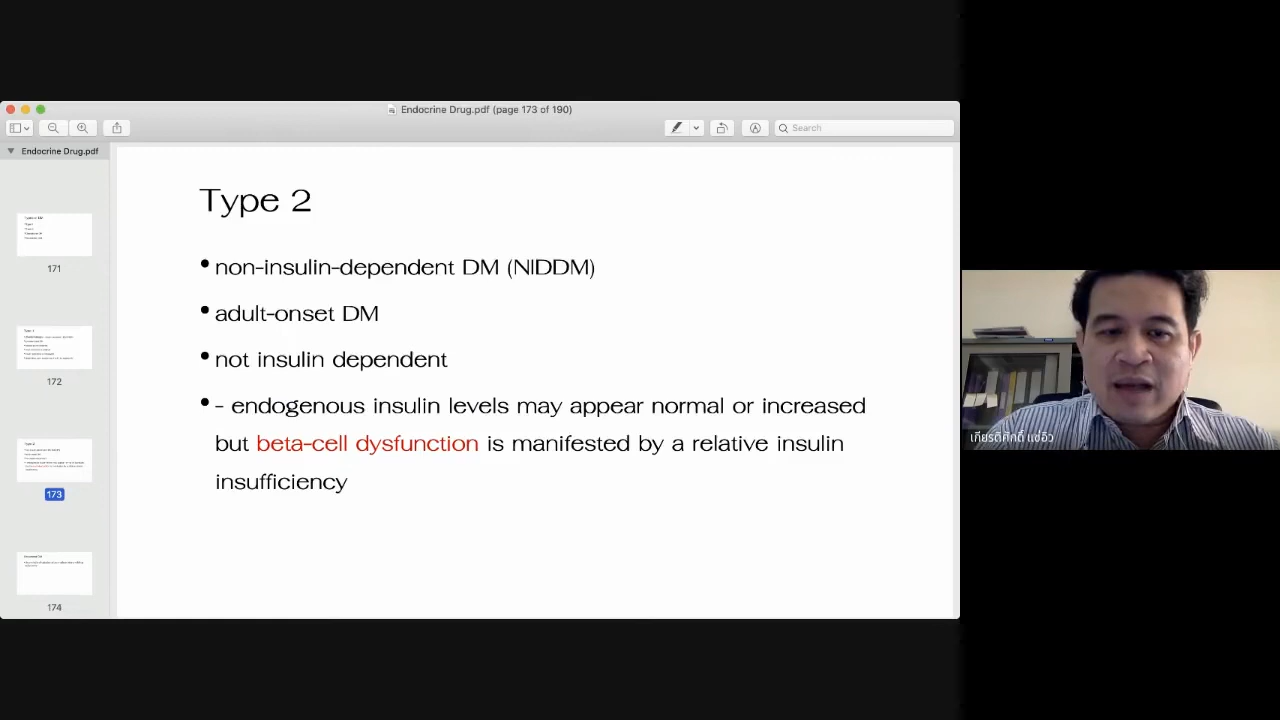 Endocrine Drug.pdf (page 173 of 190)
Search
Endocrine Drug.pdf
171
172
173
174
Type 2
• non-insulin-dependent DM (NIDDM)
• adult-onset DM
• not insulin dependent
• - endogenous insulin levels may appear normal or increased
but beta-cell dysfunction is manifested by a relative insulin
insufficiency
เกียรติศักดิ์ แซ่อิ๋ว